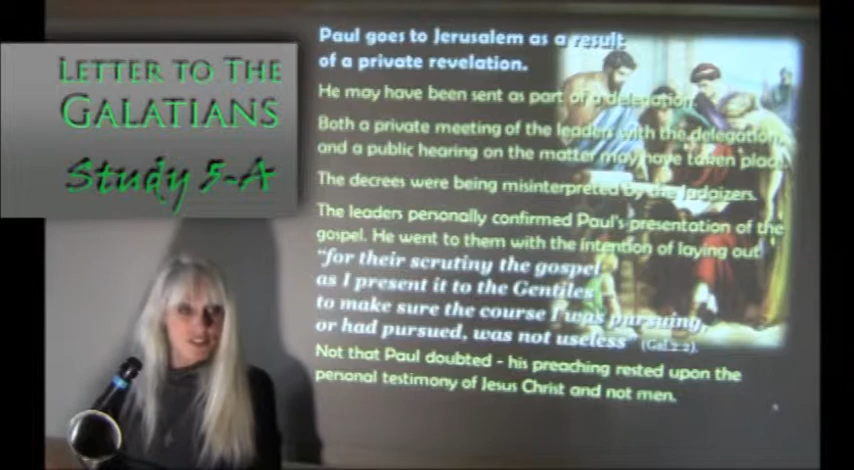 LETTER TO THE
GALATIANS
Study 5-A
Paul goes to Jerusalem as a result
of a private revelation.
He may have been sent as part of a delegation.
Both a private meeting of the leaders with the delegation,
and a public hearing on the matter may have taken place.
The decrees were being misinterpreted by the Judaizers.
The leaders personally confirmed Paul's presentation of the
gospel. He went to them with the intention of laying out
"for their scrutiny the gospel
as I present it to the Gentiles
to make sure the course I was pursuing,
or had pursued, was not useless" (Gal 2:2).
Not that Paul doubted - his preaching rested upon the
personal testimony of Jesus Christ and not men.